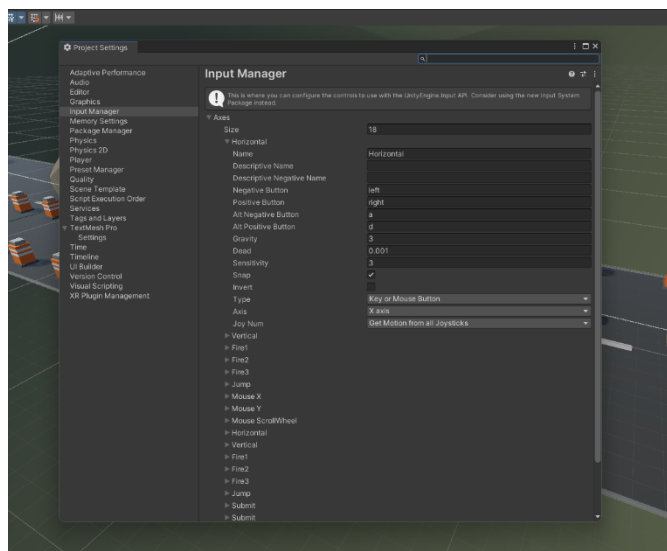 Project Settings
Adaptive Performance
Audio
Editor
Graphics
Input Manager
Memory Settings
Package Manager
Physics
Physics 2D
Player
Preset Manager
Quality
Scene Template
Script Execution Order
Services
Tags and Layers
TextMesh Pro
Settings
Time
Timeline
UI Builder
Version Control
Visual Scripting
XR Plugin Management
Input Manager
This is where you can configure the controls to use with the UnityEngine.Input API. Consider using the new Input System
Package instead.
Axes
Size 18
Horizontal
Name Horizontal
Descriptive Name
Descriptive Negative Name
Negative Button left
Positive Button right
Alt Negative Button a
Alt Positive Button d
Gravity 3
Dead 0.001
Sensitivity 3
Snap
Invert
Type Key or Mouse Button
Axis X axis
Joy Num Get Motion from all Joysticks
Vertical
Fire1
Fire2
Fire3
Jump
Mouse X
Mouse Y
Mouse ScrollWheel
Horizontal
Vertical
Fire1
Fire2
Fire3
Jump
Submit
Submit